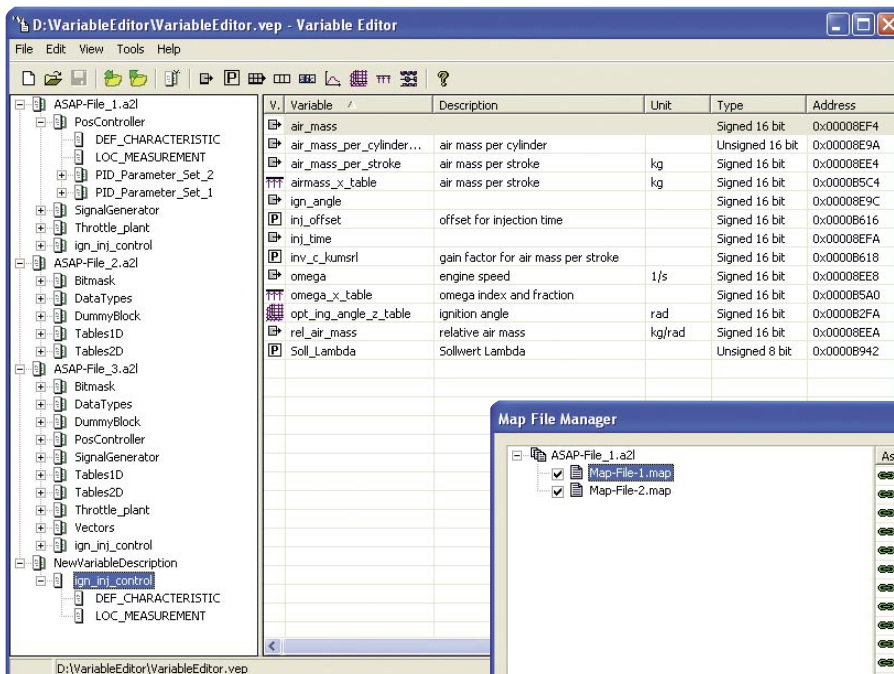 D:\VariableEditor\VariableEditor.vep - Variable Editor
File Edit View Tools Help
ASAP-File_1.a2l
PosController
DEF_CHARACTERISTIC
LOC_MEASUREMENT
PID_Parameter_Set_2
PID_Parameter_Set_1
SignalGenerator
Throttle_plant
ign_inj_control
ASAP-File_2.a2l
Bitmask
DataTypes
DummyBlock
Tables1D
Tables2D
ASAP-File_3.a2l
Bitmask
DataTypes
DummyBlock
PosController
SignalGenerator
Tables1D
Tables2D
Throttle_plant
Vectors
ign_inj_control
NewVariableDescription
ign_inj_control
DEF_CHARACTERISTIC
LOC_MEASUREMENT
V. Variable Description Unit Type Address
air_mass Signed 16 bit 0x00008EF4
air_mass_per_cylinder... air mass per cylinder Unsigned 16 bit 0x00008E9A
air_mass_per_stroke air mass per stroke kg Signed 16 bit 0x00008EE4
airmass_x_table air mass per stroke kg Signed 16 bit 0x0000B5C4
ign_angle Signed 16 bit 0x00008E9C
P inj_offset offset for injection time Signed 16 bit 0x0000B616
inj_time Signed 16 bit 0x00008EFA
P inv_c_kumsrl gain factor for air mass per stroke Signed 16 bit 0x0000B618
omega engine speed 1/s Signed 16 bit 0x00008EE8
omega_x_table omega index and fraction Signed 16 bit 0x0000B5A0
opt_ing_angle_z_table ignition angle rad Signed 16 bit 0x0000B2FA
rel_air_mass relative air mass kg/rad Signed 16 bit 0x00008EEA
P Soll_Lambda Sollwert Lambda Unsigned 8 bit 0x0000B942
Map File Manager
ASAP-File_1.a2l
Map-File-1.map
Map-File-2.map
As
D:\VariableEditor\VariableEditor.vep